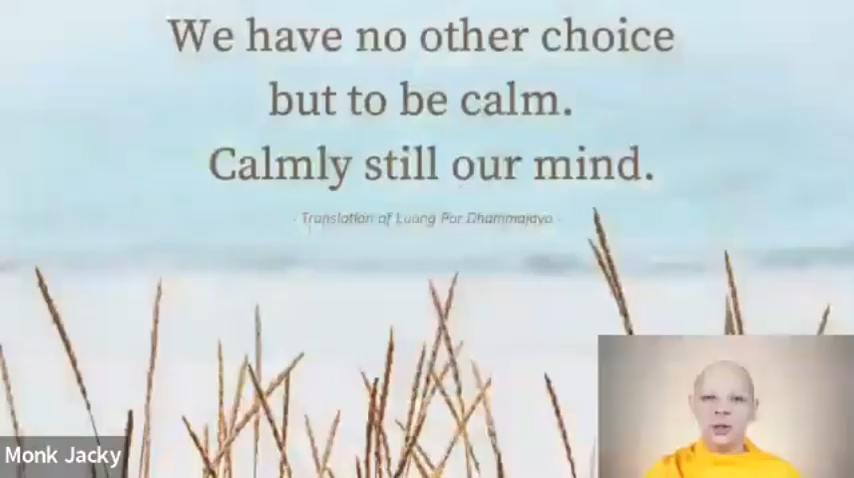 We have no other choice
but to be calm.
Calmly still our mind.
- Translation of Luang Por Dhammajayo -
Monk Jacky